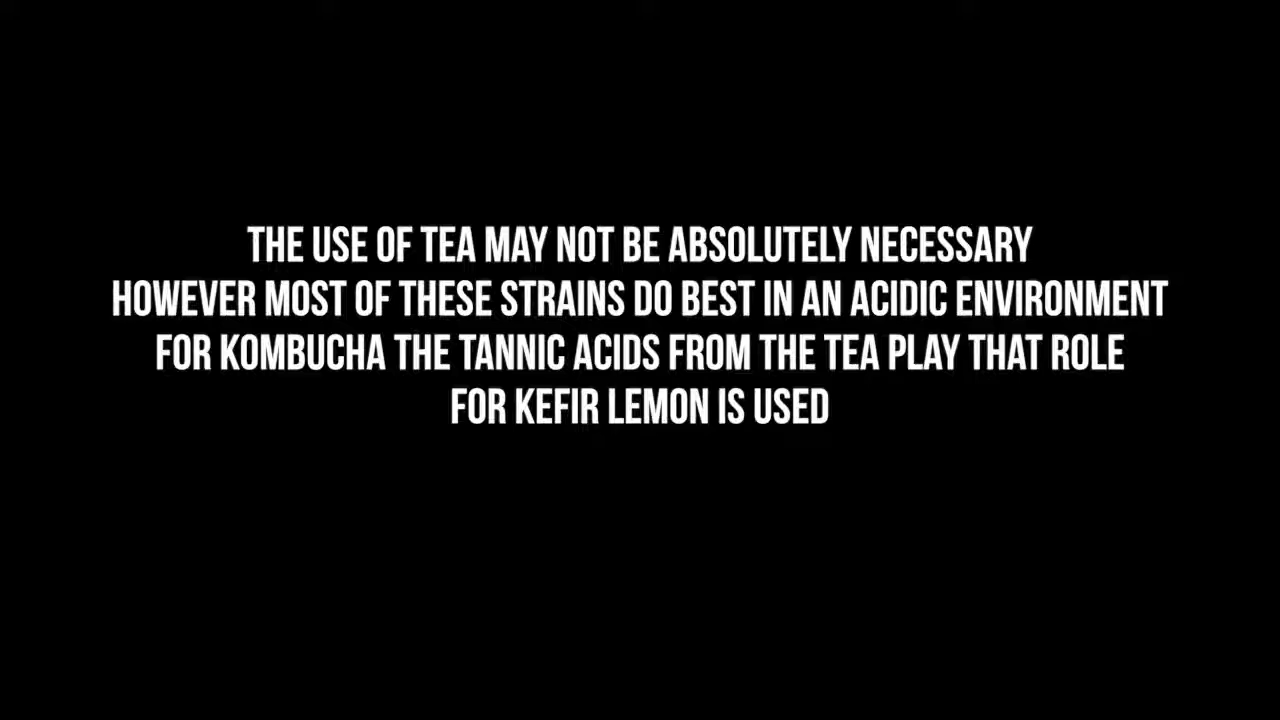 THE USE OF TEA MAY NOT BE ABSOLUTELY NECESSARY
HOWEVER MOST OF THESE STRAINS DO BEST IN AN ACIDIC ENVIRONMENT
FOR KOMBUCHA THE TANNIC ACIDS FROM THE TEA PLAY THAT ROLE
FOR KEFIR LEMON IS USED